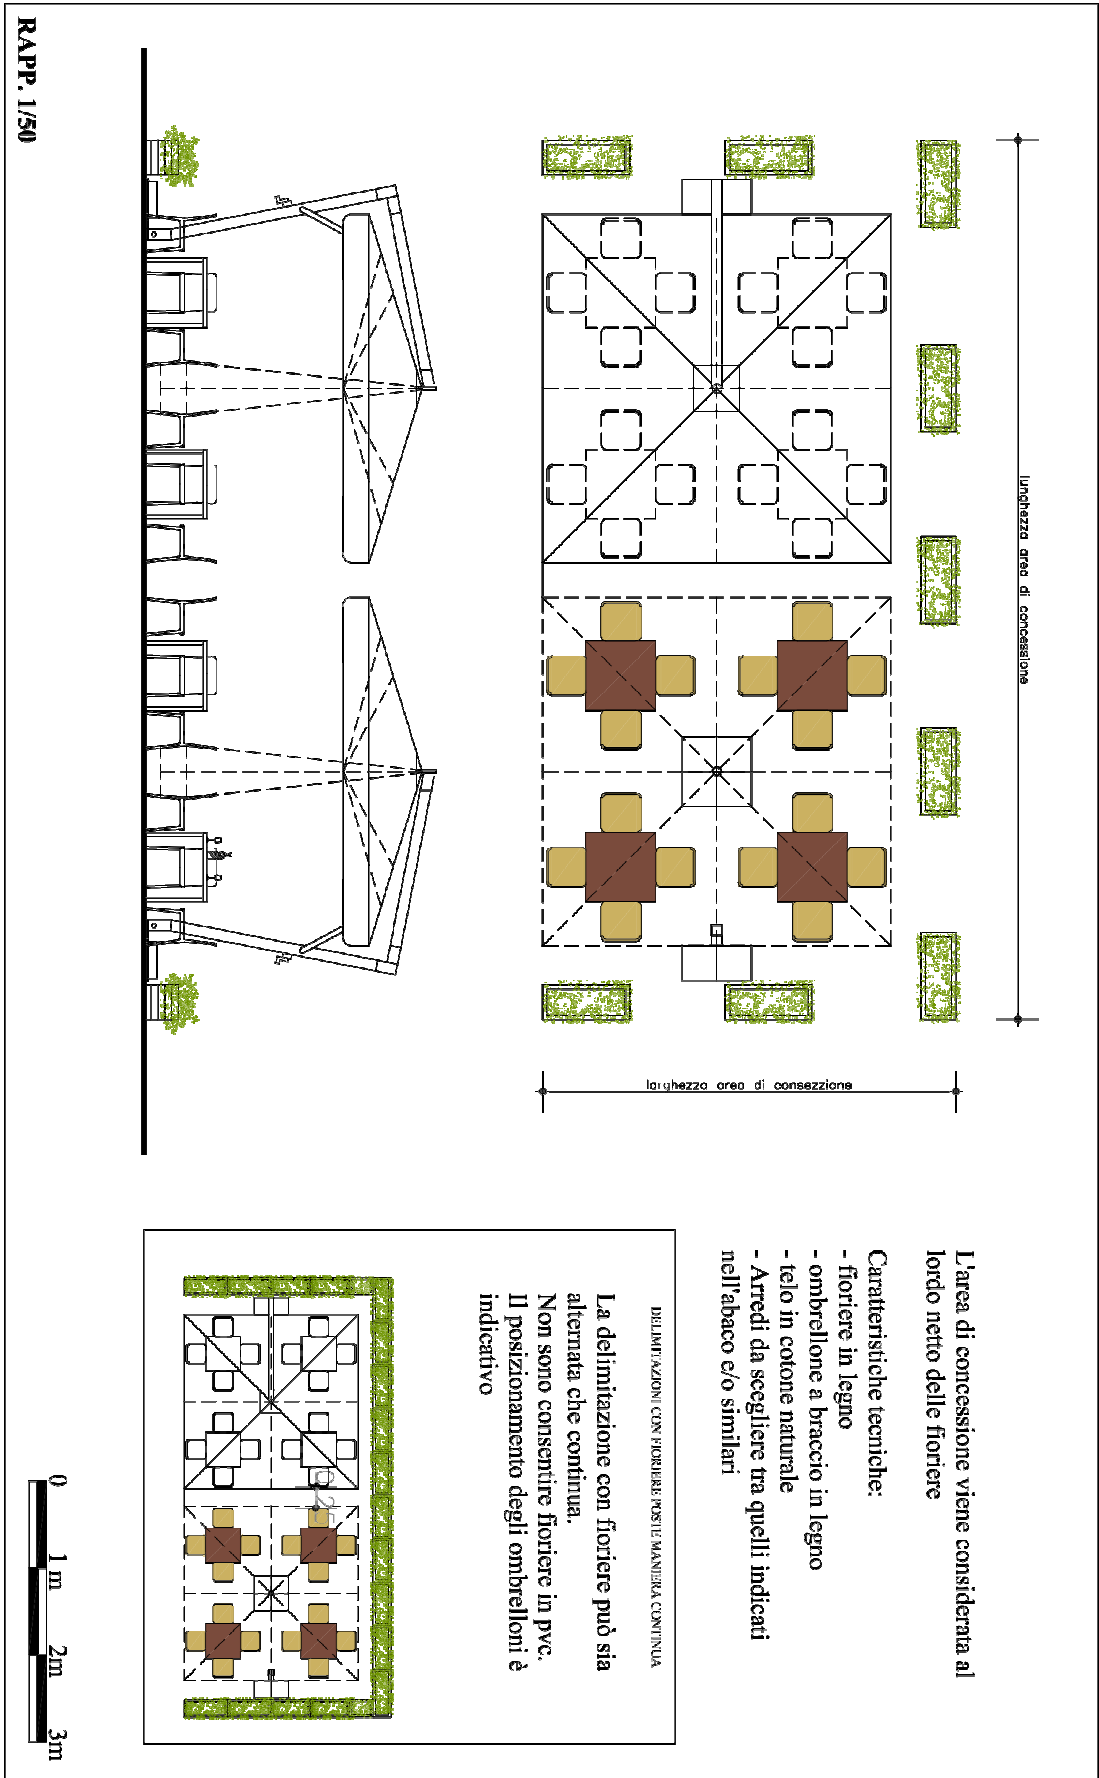 lunghezza area di concessione
larghezza area di consezzione
L'area di concessione viene considerata al
lordo netto delle fioriere
Caratteristiche tecniche:
- fioriere in legno
- ombrellone a braccio in legno
- telo in cotone naturale
- Arredi da scegliere tra quelli indicati
nell'abaco e/o similari
DELIMITAZIONI CON FIORIERE POSTE MANIERA CONTINUA
La delimitazione con fioriere può sia
alternata che continua.
Non sono consentire fioriere in pvc.
Il posizionamento degli ombrelloni è
indicativo
RAPP. 1/50
0 1m 2m 3m